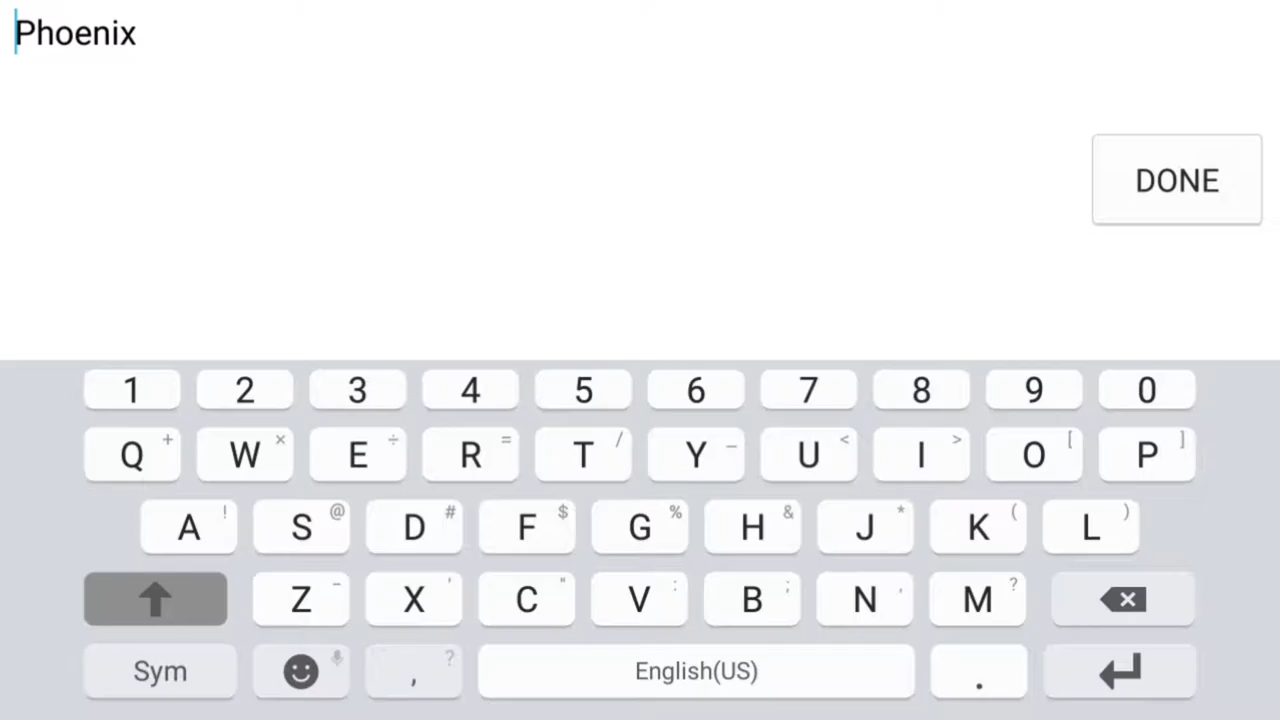 Phoenix
DONE
1 2 3 4 5 6 7 8 9 0
Q + W × E ÷ R = T / Y _ U < I > O [ P ]
A ! S @ D # F $ G % H & J * K ( L )
Z - X ' C " V : B ; N , M ?
Sym , ? English(US) .